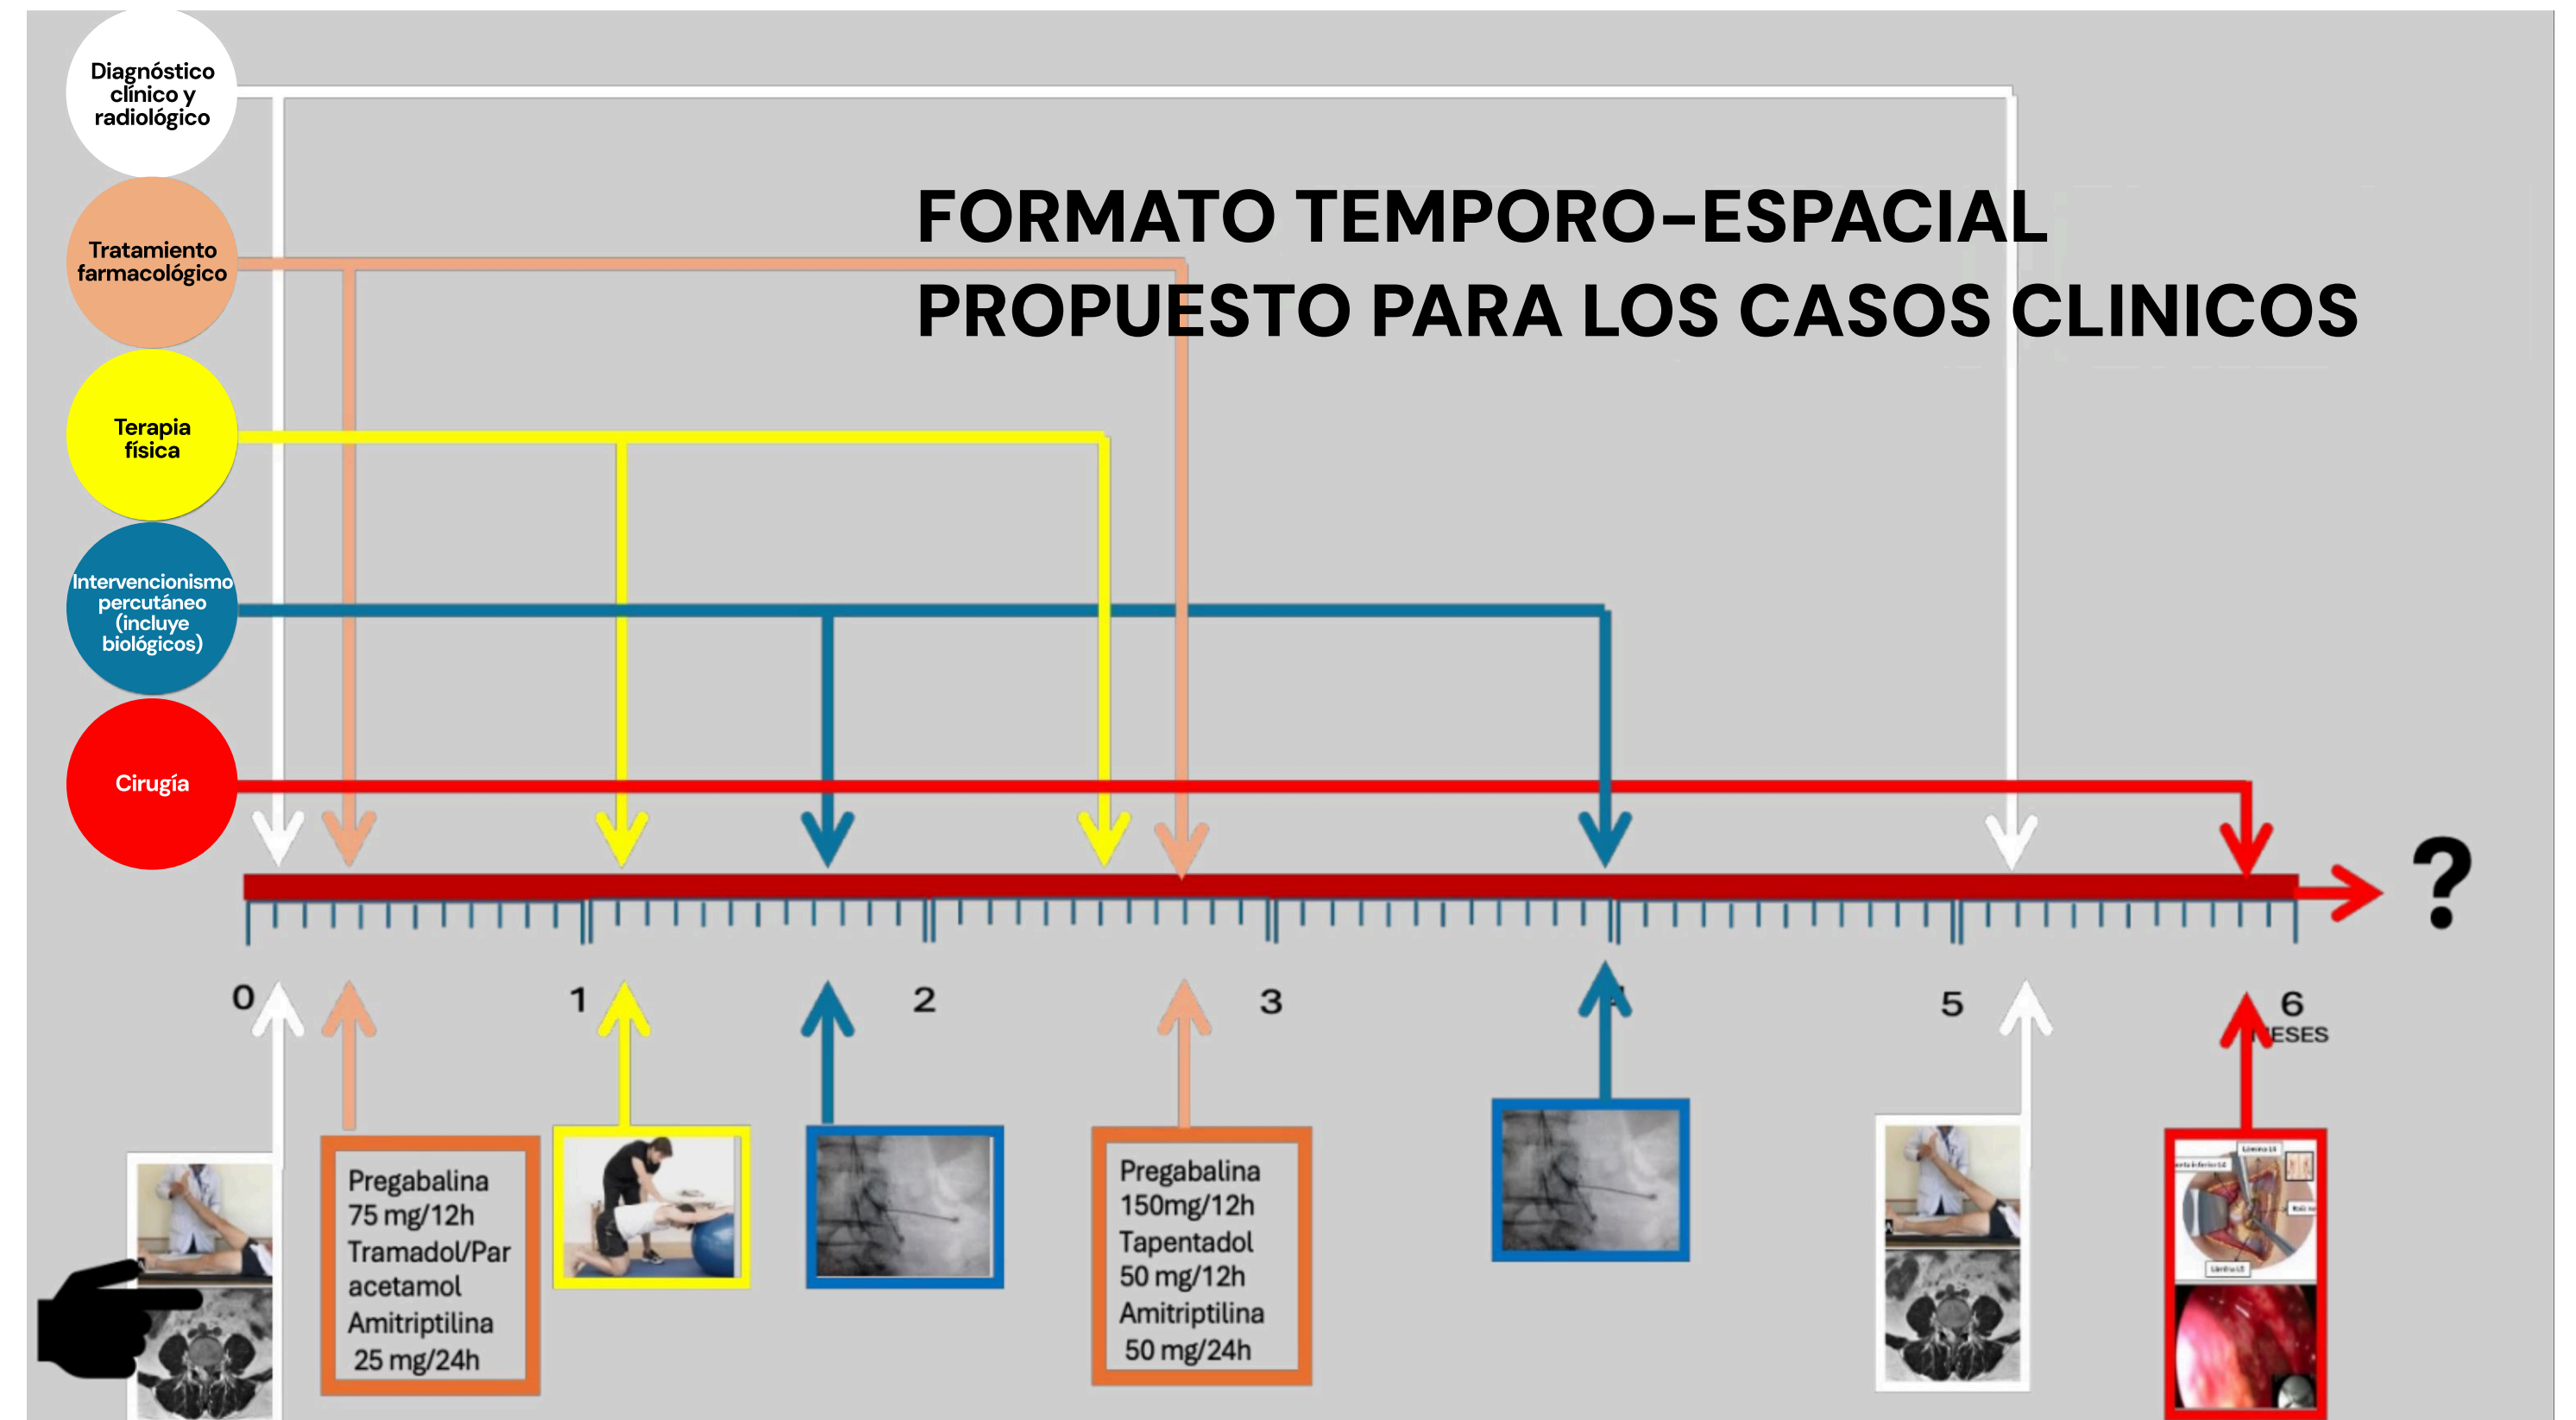 Diagnóstico
clínico y
radiológico
FORMATO TEMPORO-ESPACIAL
PROPUESTO PARA LOS CASOS CLINICOS
Tratamiento
farmacológico
Terapia
física
Intervencionismo
percutáneo
(incluye
biológicos)
Cirugía
?
0
1
2
3
5
6
MESES
Pregabalina
75 mg/12h
Tramadol/Par
acetamol
Amitriptilina
25 mg/24h
Pregabalina
150mg/12h
Tapentadol
50 mg/12h
Amitriptilina
50 mg/24h